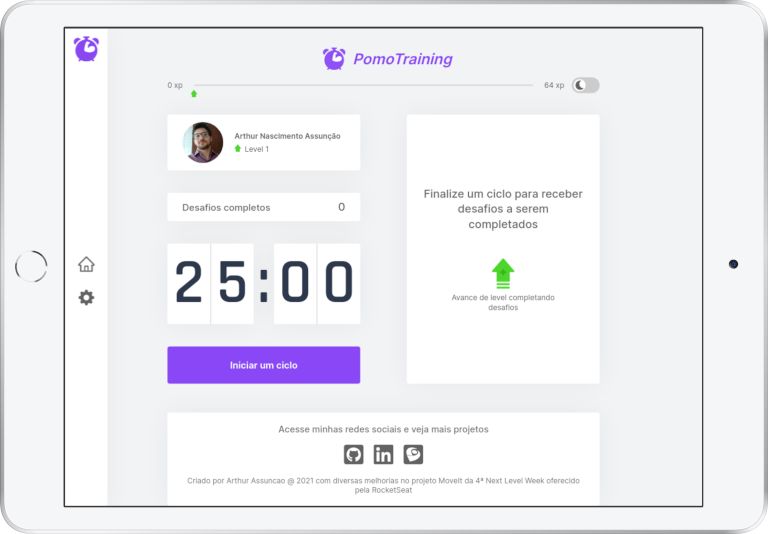 PomoTraining
0 xp
64 xp
Arthur Nascimento Assunção
Level 1
Desafios completos
0
25:00
Iniciar um ciclo
Finalize um ciclo para receber
desafios a serem
completados
Avance de level completando
desafios
Acesse minhas redes sociais e veja mais projetos
in
Criado por Arthur Assuncao @ 2021 com diversas melhorias no projeto MoveIt da 4ª Next Level Week oferecido
pela RocketSeat